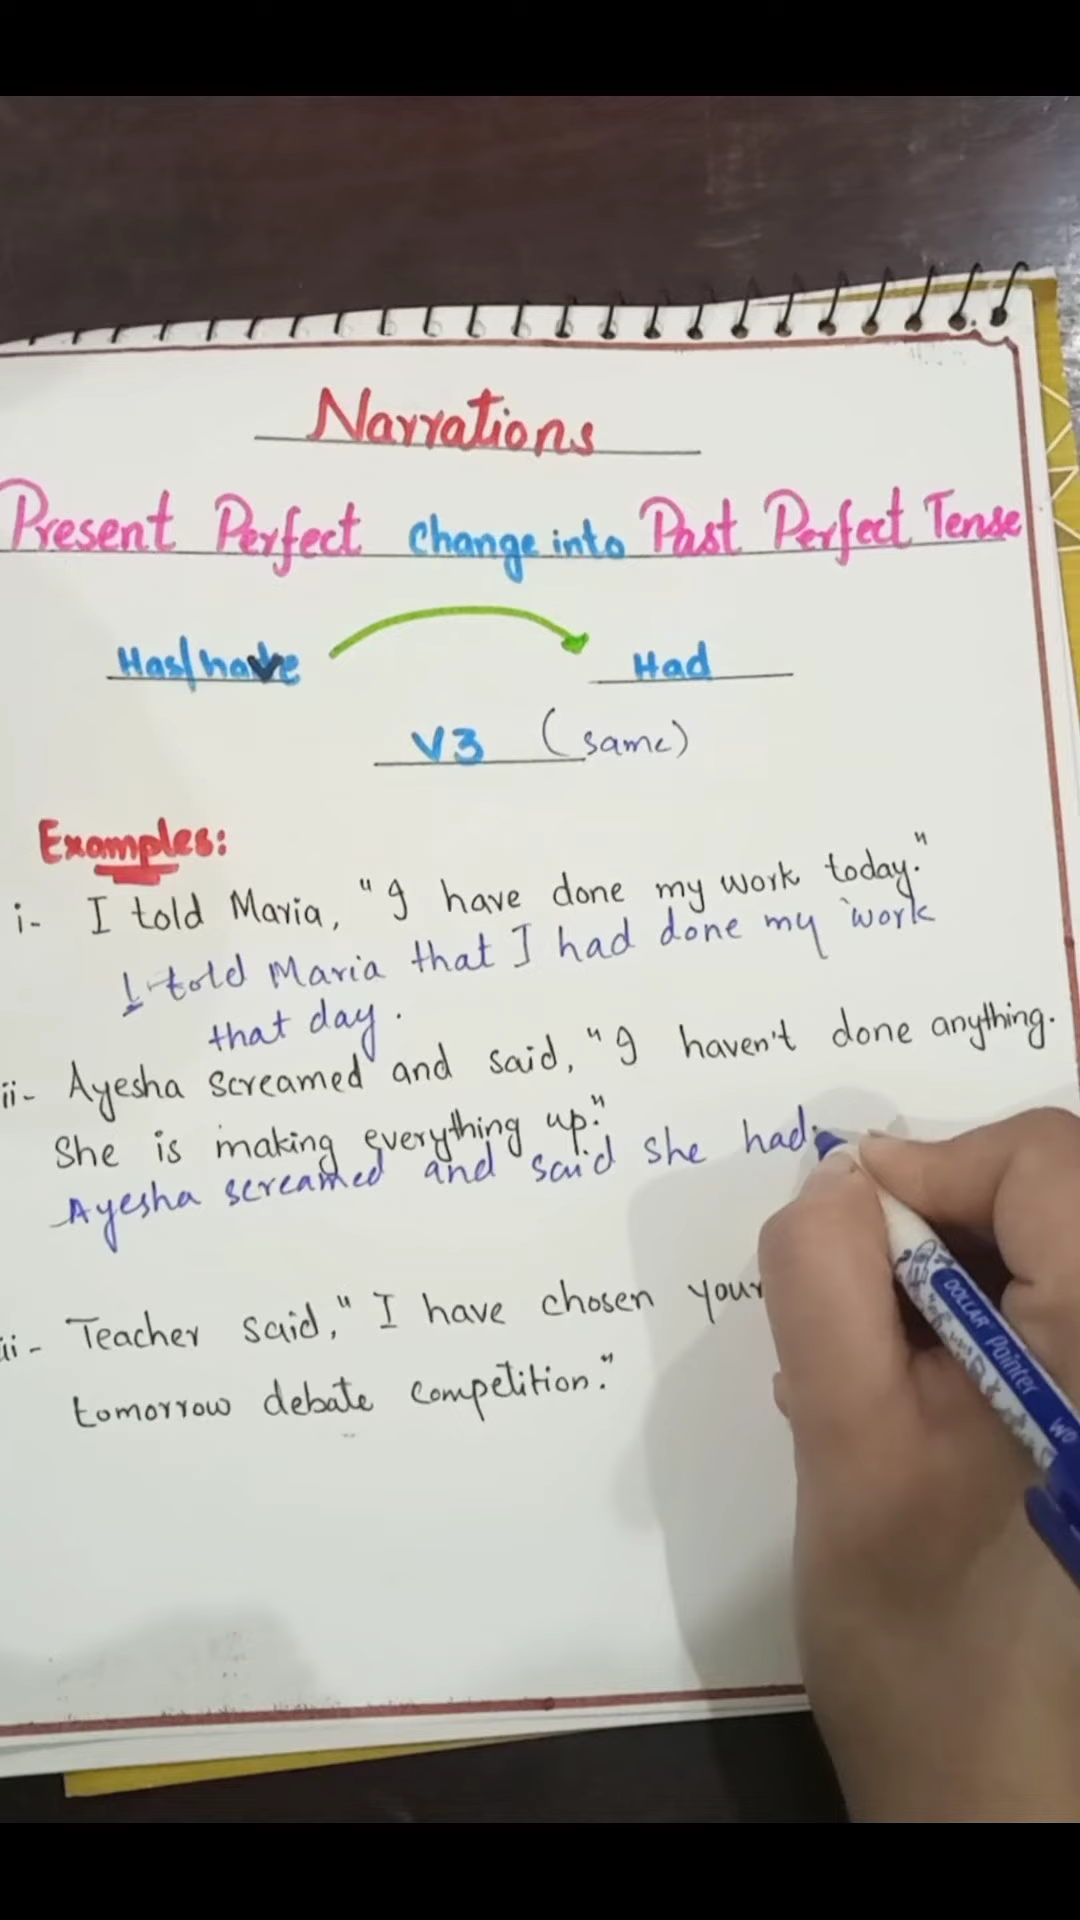 Narrations
Present Perfect change into Past Perfect Tense
Has/have Had
V3 (same)
Examples:
i- I told Maria, "I have done my work today."
I told Maria that I had done my work
that day.
ii- Ayesha screamed and said, "I haven't done anything.
She is making everything up."
Ayesha screamed and said she had
ii- Teacher said, "I have chosen your
tomorrow debate competition."
DOLLAR Pointer WB